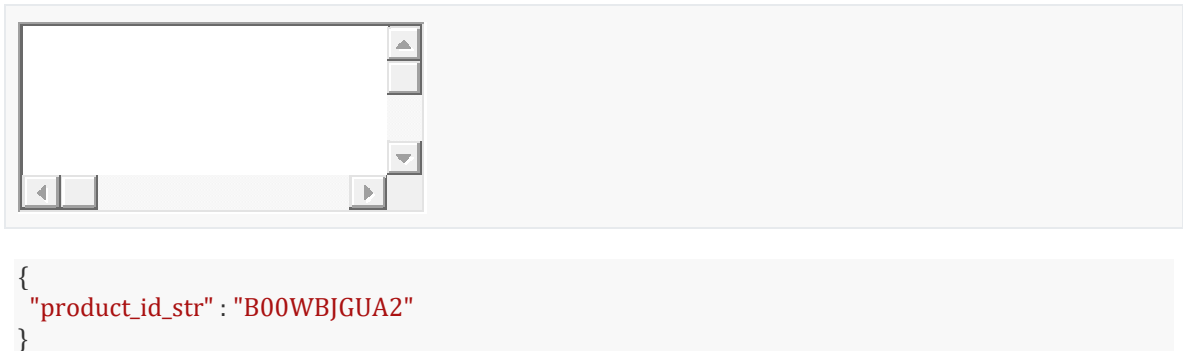 {
"product_id_str" : "B00WBJGUA2"
}